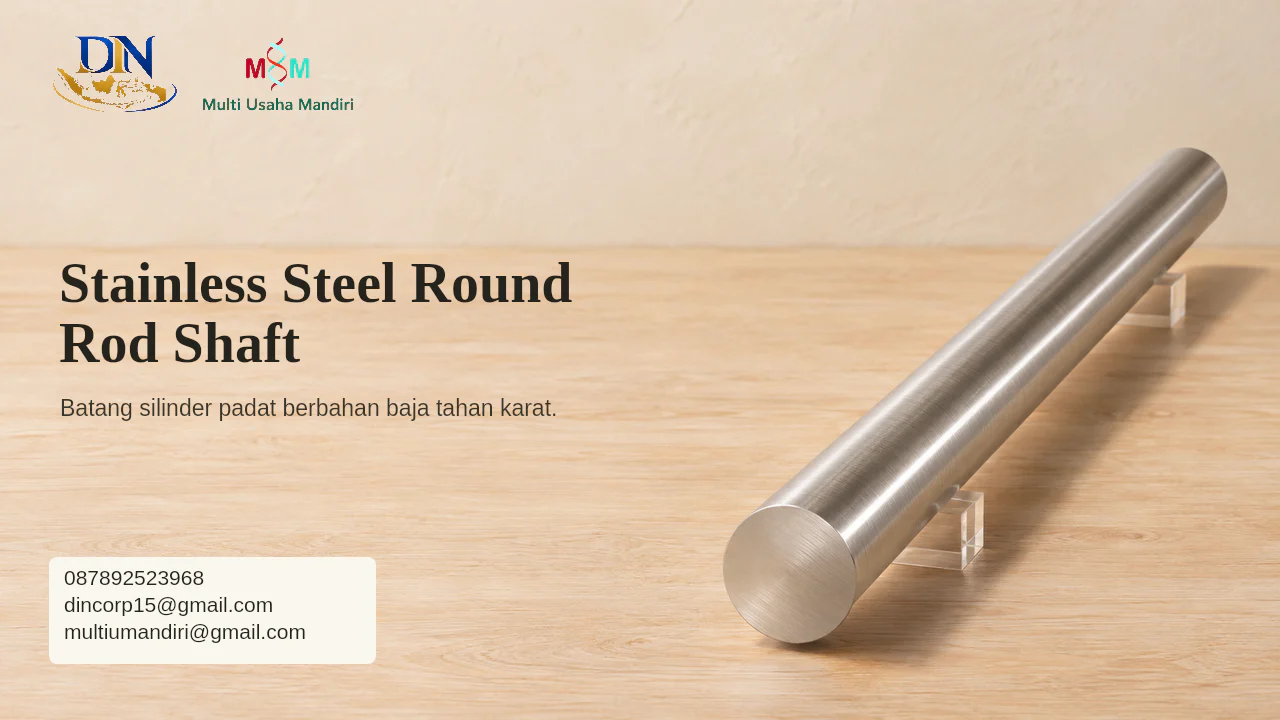 DIN
MSM
Multi Usaha Mandiri
Stainless Steel Round
Rod Shaft
Batang silinder padat berbahan baja tahan karat.
087892523968
dincorp15@gmail.com
multiumandiri@gmail.com